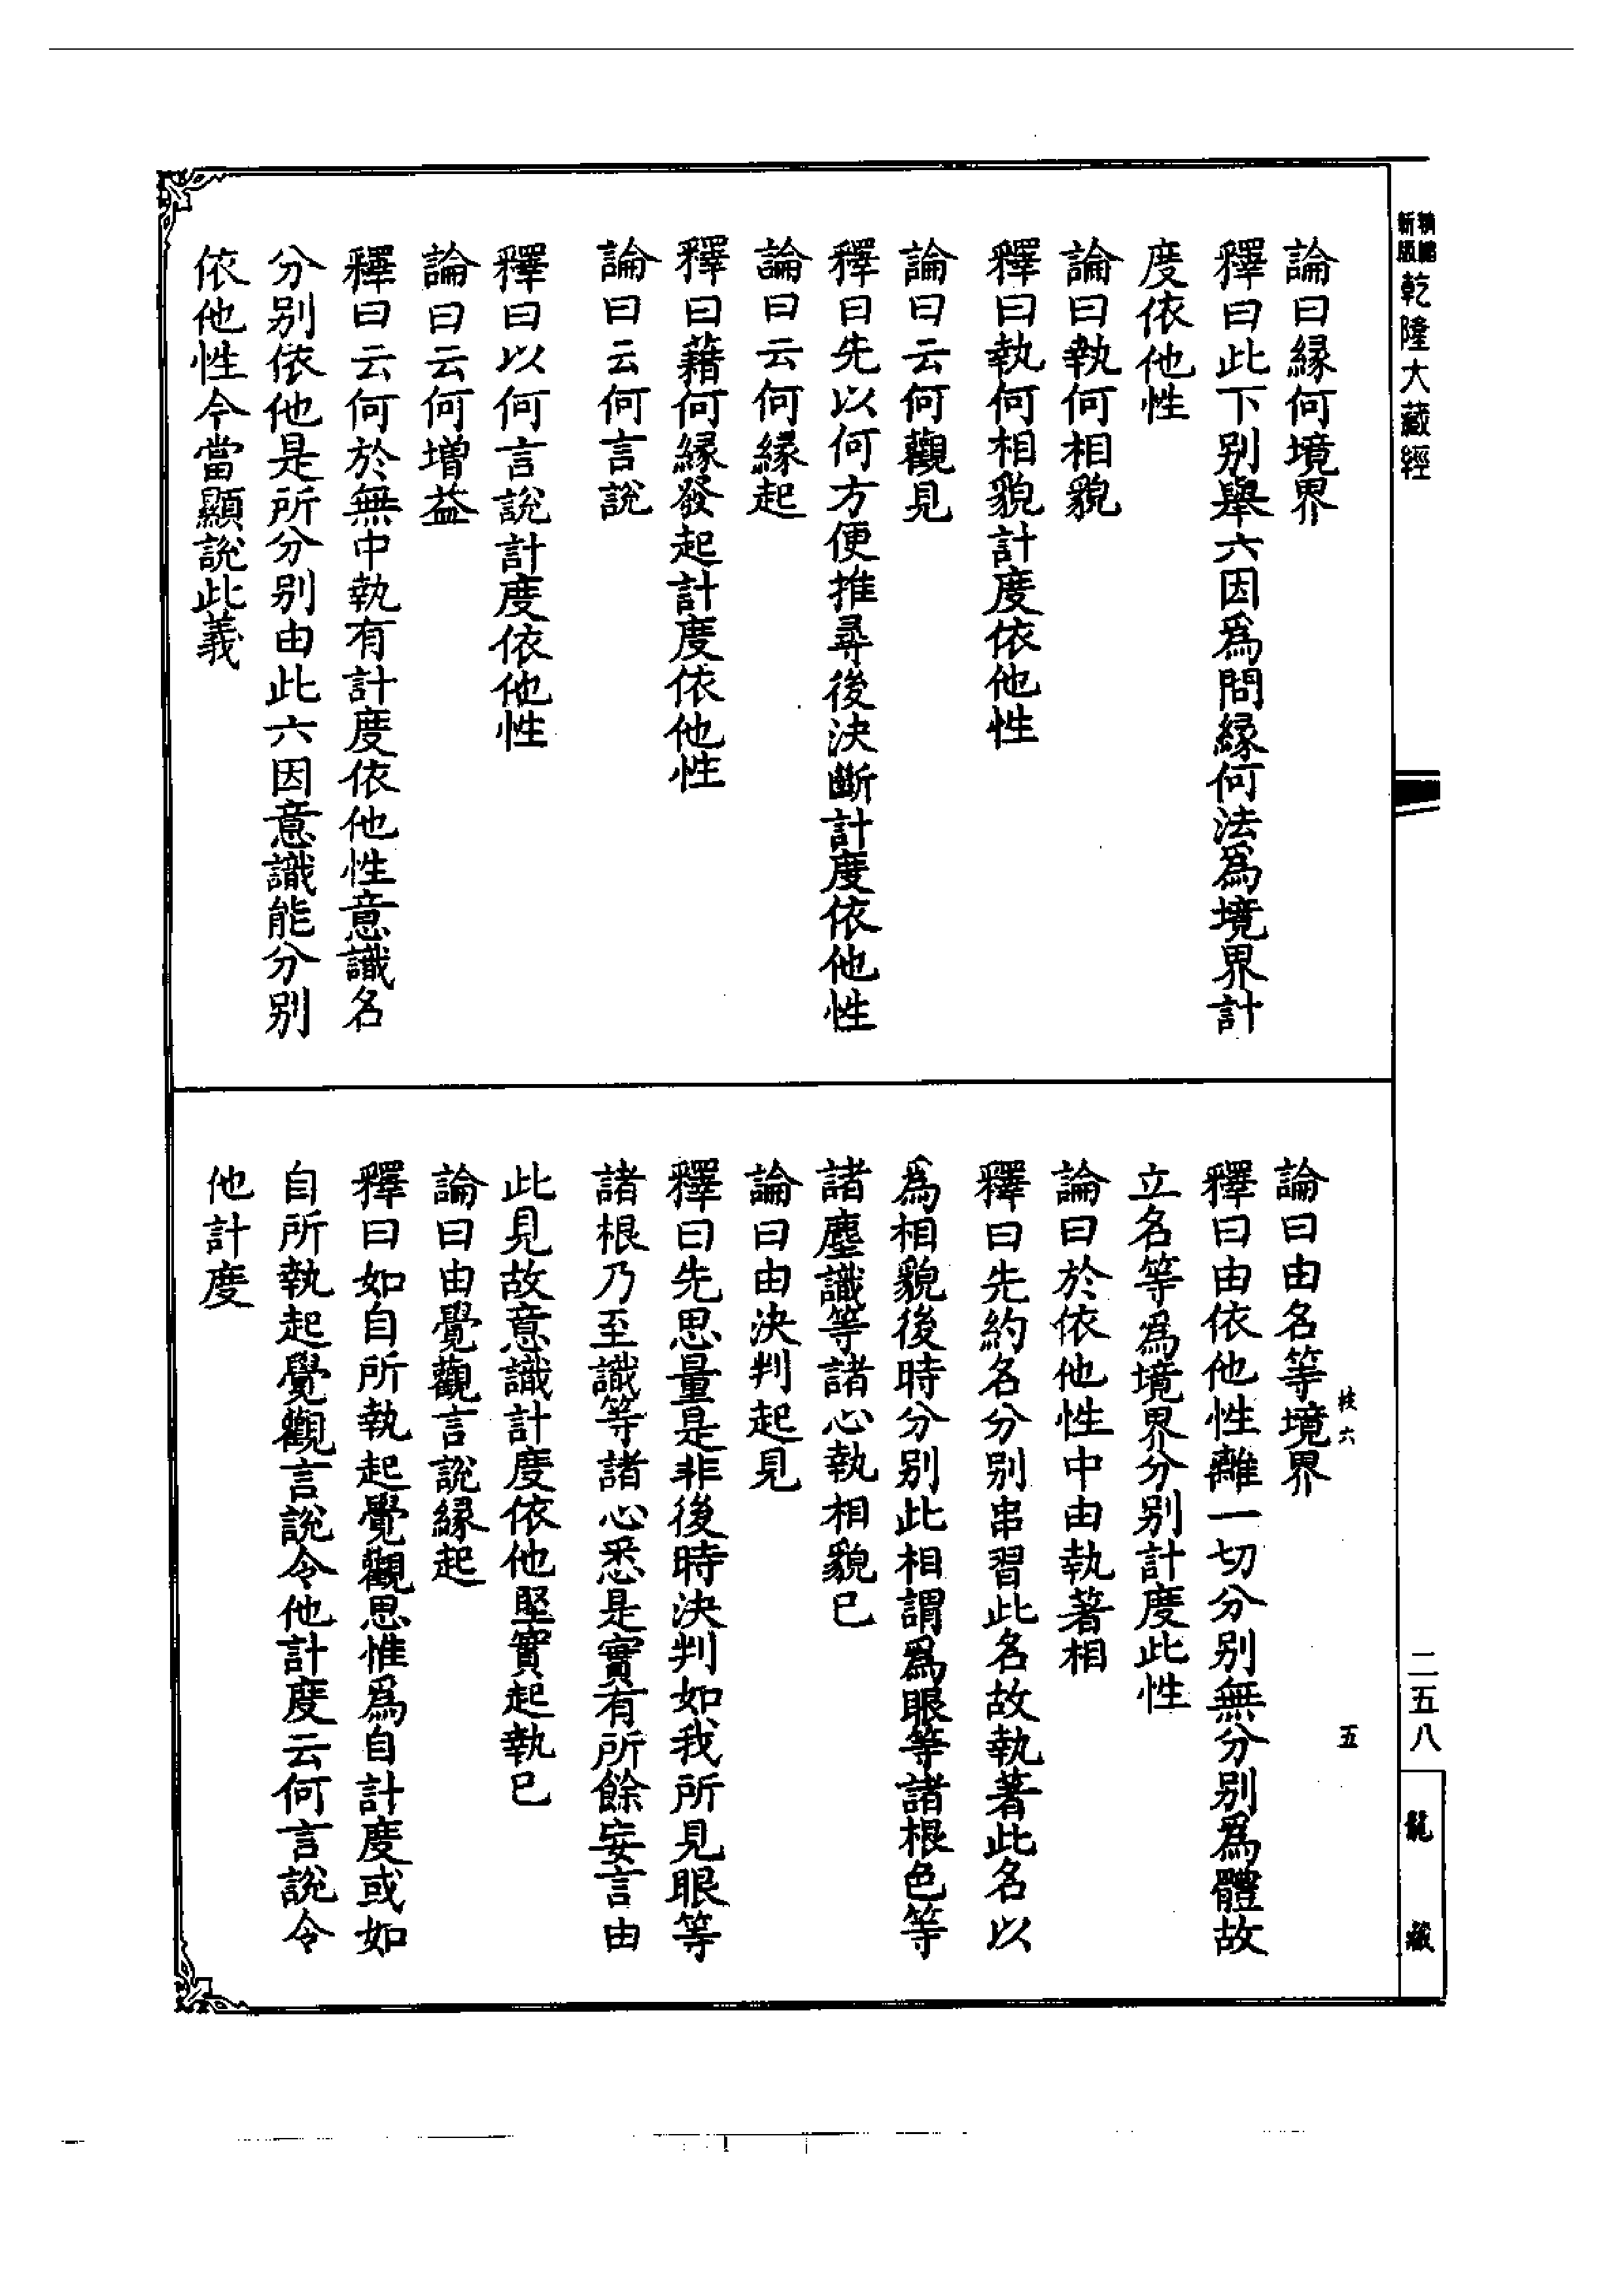 精縮
新版
乾隆大藏經
論曰緣何境界
釋曰此下別舉六因爲問緣何法爲境界計
度依他性
論曰執何相貌
釋曰執何相貌計度依他性
論曰云何觀見
釋曰先以何方便推尋後決斷計度依他性
論曰云何緣起
釋曰藉何緣發起計度依他性
論曰云何言說
釋曰以何言說計度依他性
論曰云何增益
釋曰云何於無中執有計度依他性意識名
分別依他是所分別由此六因意識能分別
依他性今當顯說此義
論曰由名等境界
釋曰由依他性離一切分別無分別爲體故
立名等爲境界分別計度此性
論曰於依他性中由執著相
釋曰先約名分別串習此名故執著此名以
爲相貌後時分別此相謂爲眼等諸根色等
諸塵識等諸心執相貌已
論曰由決判起見
釋曰先思量是非後時決判如我所見眼等
諸根乃至識等諸心悉是實有所餘妄言由
此見故意識計度依他堅實起執已
論曰由覺觀言說緣起
釋曰如自所執起覺觀思惟爲自計度或如
自所執起覺觀言說令他計度云何言說令
他計度
枝六
五
二五八
龍藏